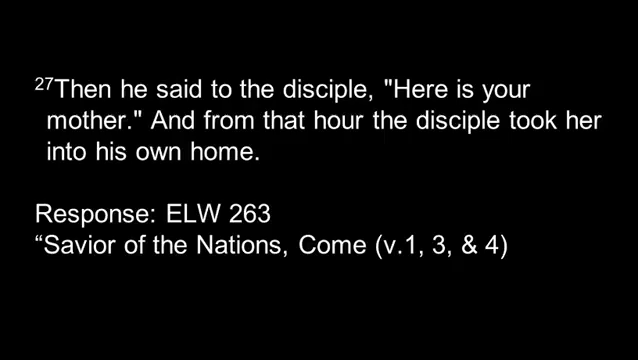 27Then he said to the disciple, "Here is your
mother." And from that hour the disciple took her
into his own home.
Response: ELW 263
“Savior of the Nations, Come (v.1, 3, & 4)